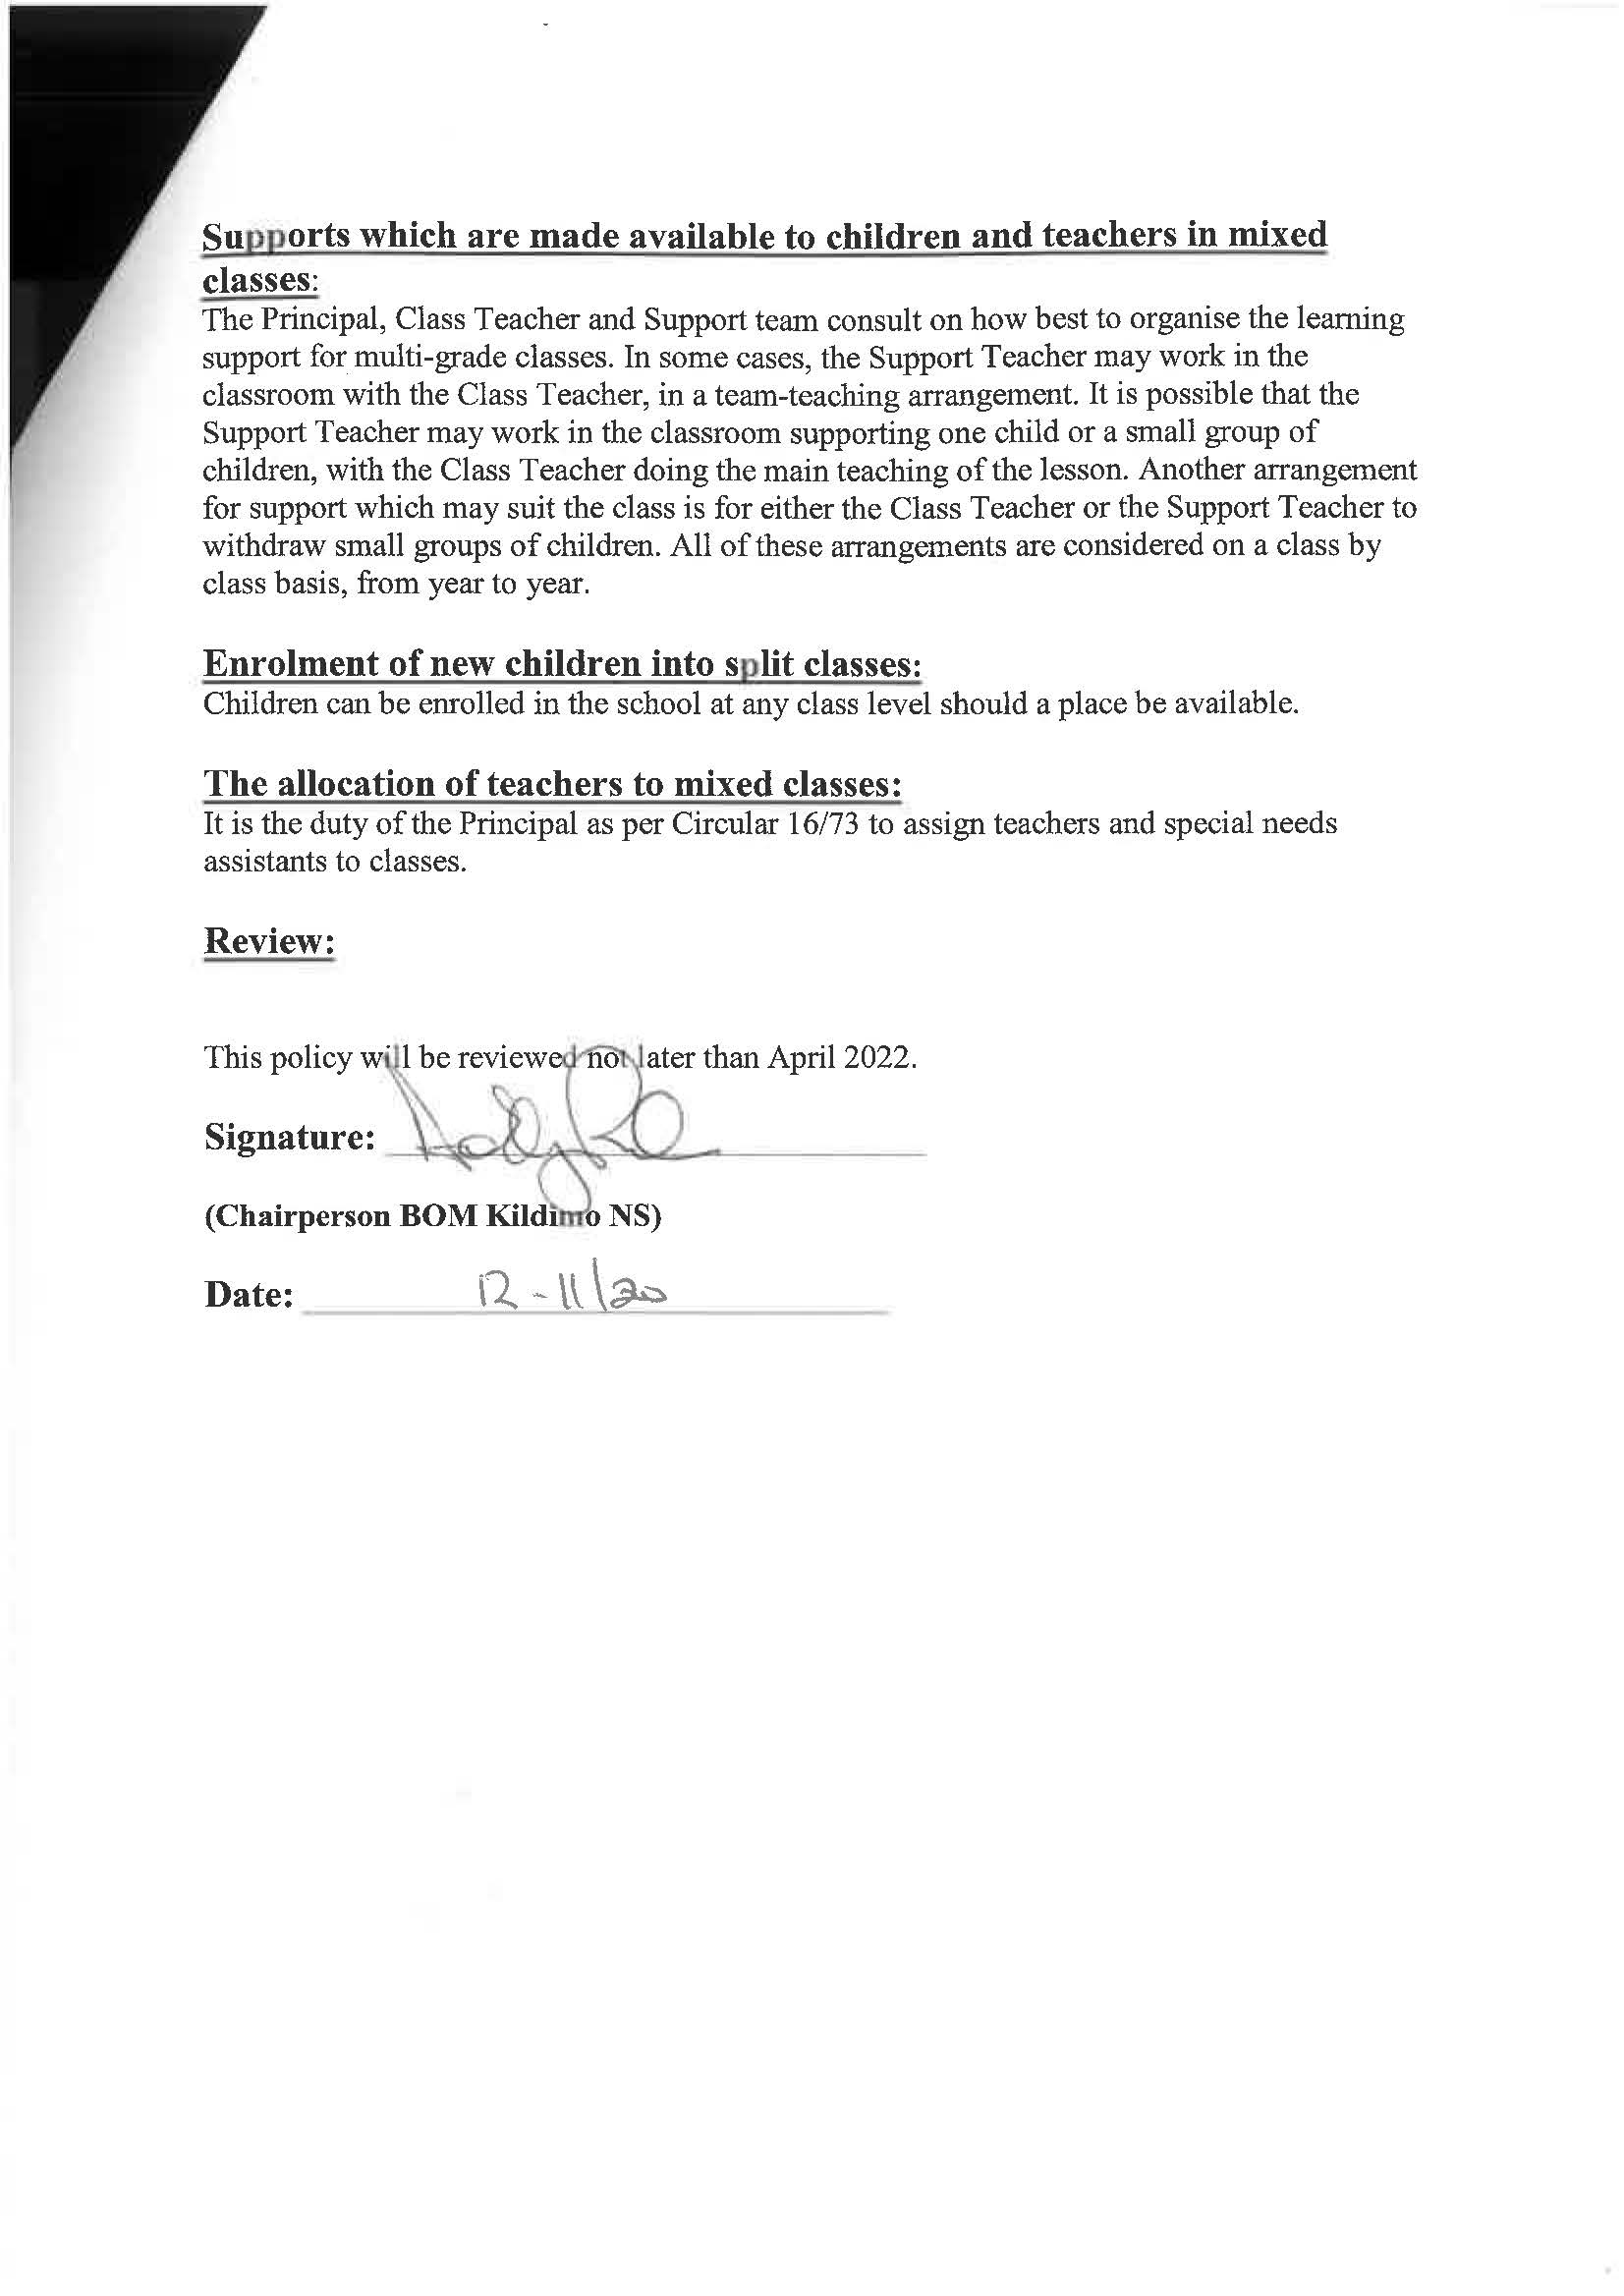 Supports which are made available to children and teachers in mixed
classes:
The Principal, Class Teacher and Support team consult on how best to organise the learning
support for multi-grade classes. In some cases, the Support Teacher may work in the
classroom with the Class Teacher, in a team-teaching arrangement. It is possible that the
Support Teacher may work in the classroom supporting one child or a small group of
children, with the Class Teacher doing the main teaching of the lesson. Another arrangement
for support which may suit the class is for either the Class Teacher or the Support Teacher to
withdraw small groups of children. All of these arrangements are considered on a class by
class basis, from year to year.
Enrolment of new children into split classes:
Children can be enrolled in the school at any class level should a place be available.
The allocation of teachers to mixed classes:
It is the duty of the Principal as per Circular 16/73 to assign teachers and special needs
assistants to classes.
Review:
This policy will be reviewed not later than April 2022.
Signature:
(Chairperson BOM Kildimo NS)
Date: 12-11/20